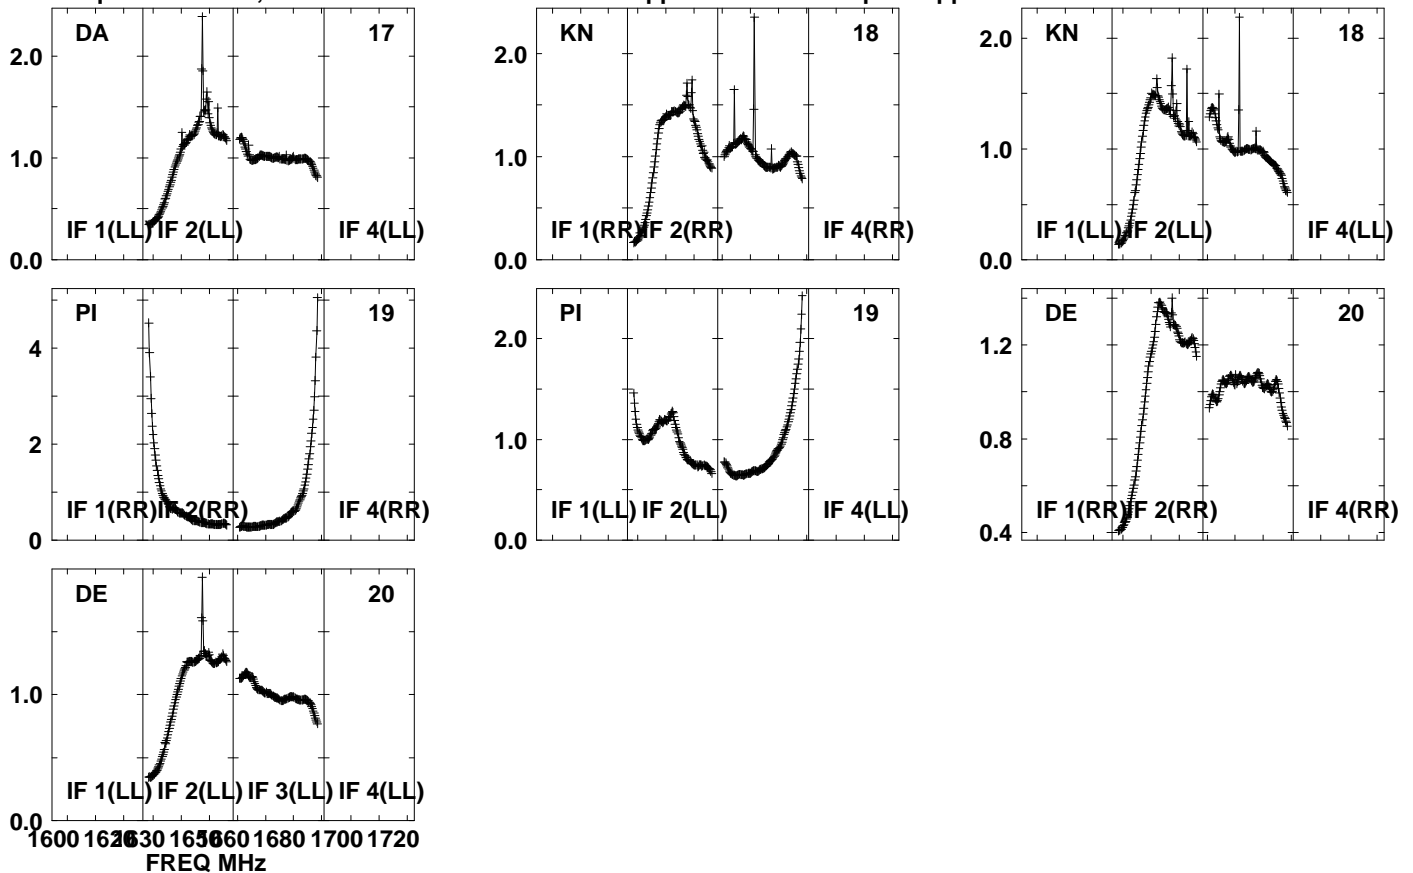 DA 17 KN 18 KN 18
2.0 2.0 2.0
1.0 1.0 1.0
IF 1(LL) IF 2(LL) IF 4(LL) IF 1(RR) IF 2(RR) IF 4(RR) IF 1(LL) IF 2(LL) IF 4(LL)
0.0 0.0 0.0
PI 19 PI 19 DE 20
4 2.0 1.2
2 1.0 0.8
IF 1(RR) IF 2(RR) IF 4(RR) IF 1(LL) IF 2(LL) IF 4(LL) IF 1(RR) IF 2(RR) IF 4(RR)
0 0.0 0.4
DE 20
1.0
IF 1(LL) IF 2(LL) IF 3(LL) IF 4(LL)
0.0
1600 1630 1660 1680 1700 1720
FREQ MHz